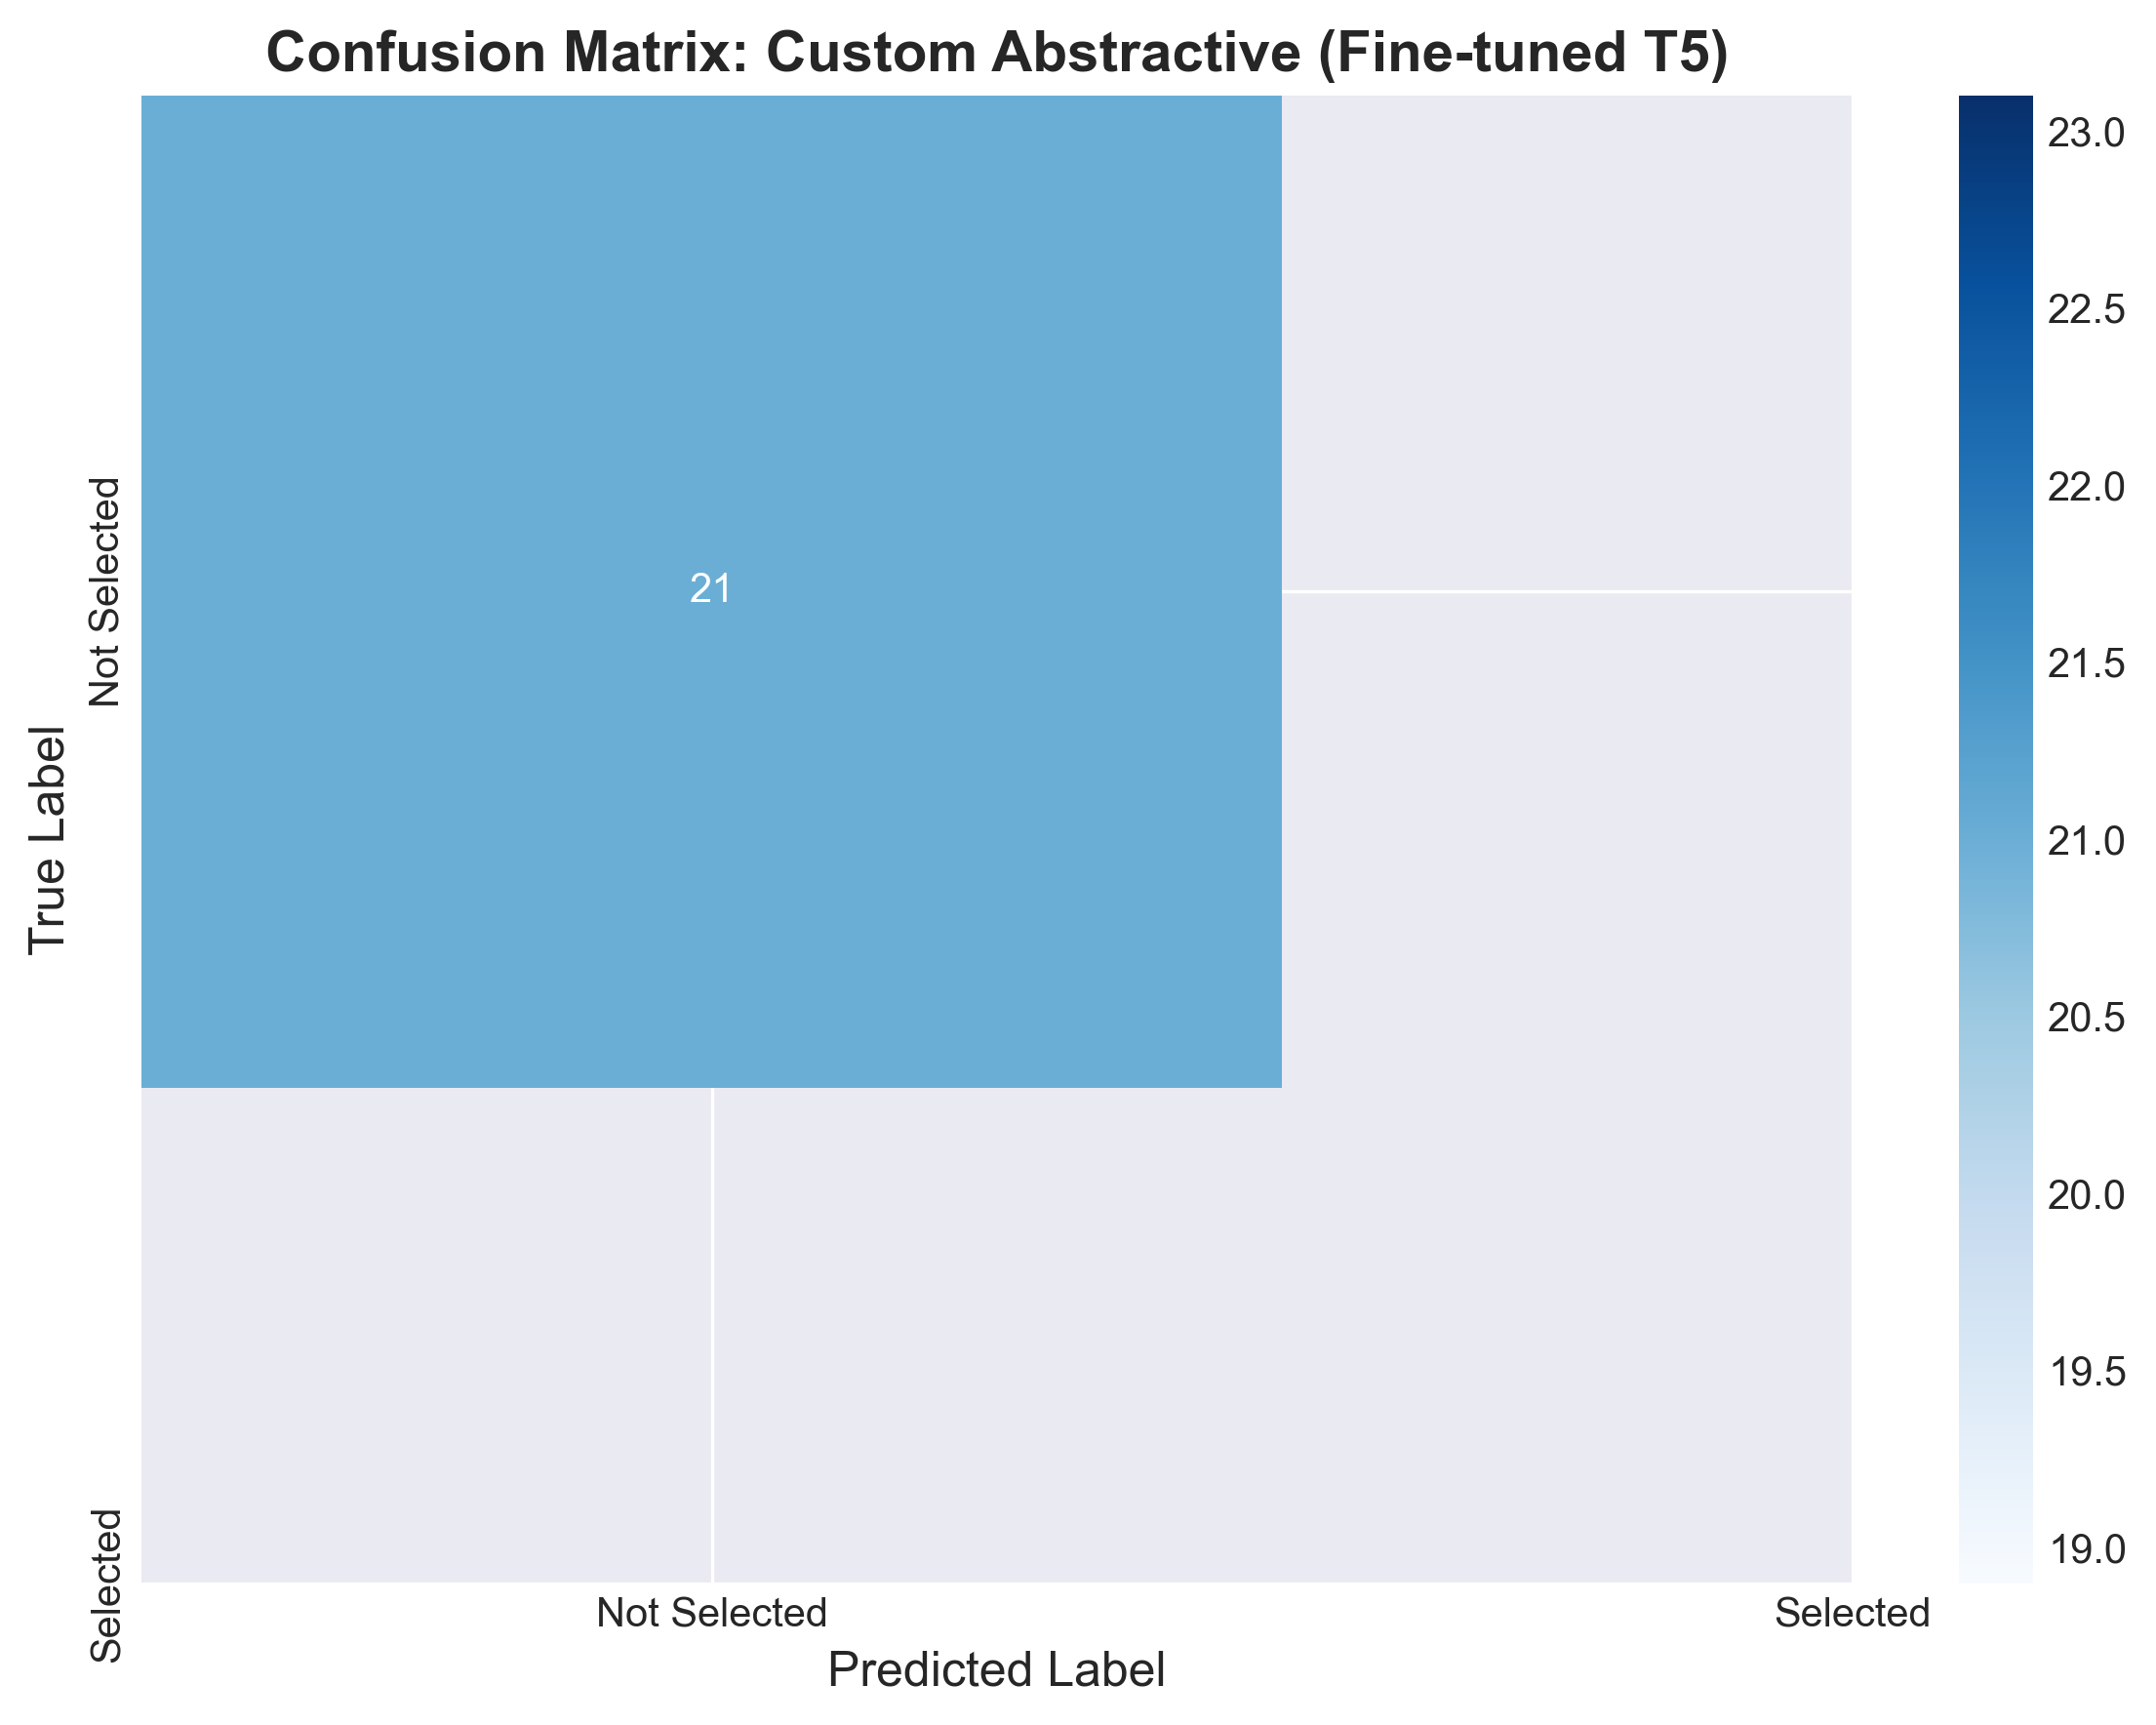 Confusion Matrix: Custom Abstractive (Fine-tuned T5)
True Label
Not Selected
Selected
21
Not Selected
Selected
Predicted Label
23.0
22.5
22.0
21.5
21.0
20.5
20.0
19.5
19.0